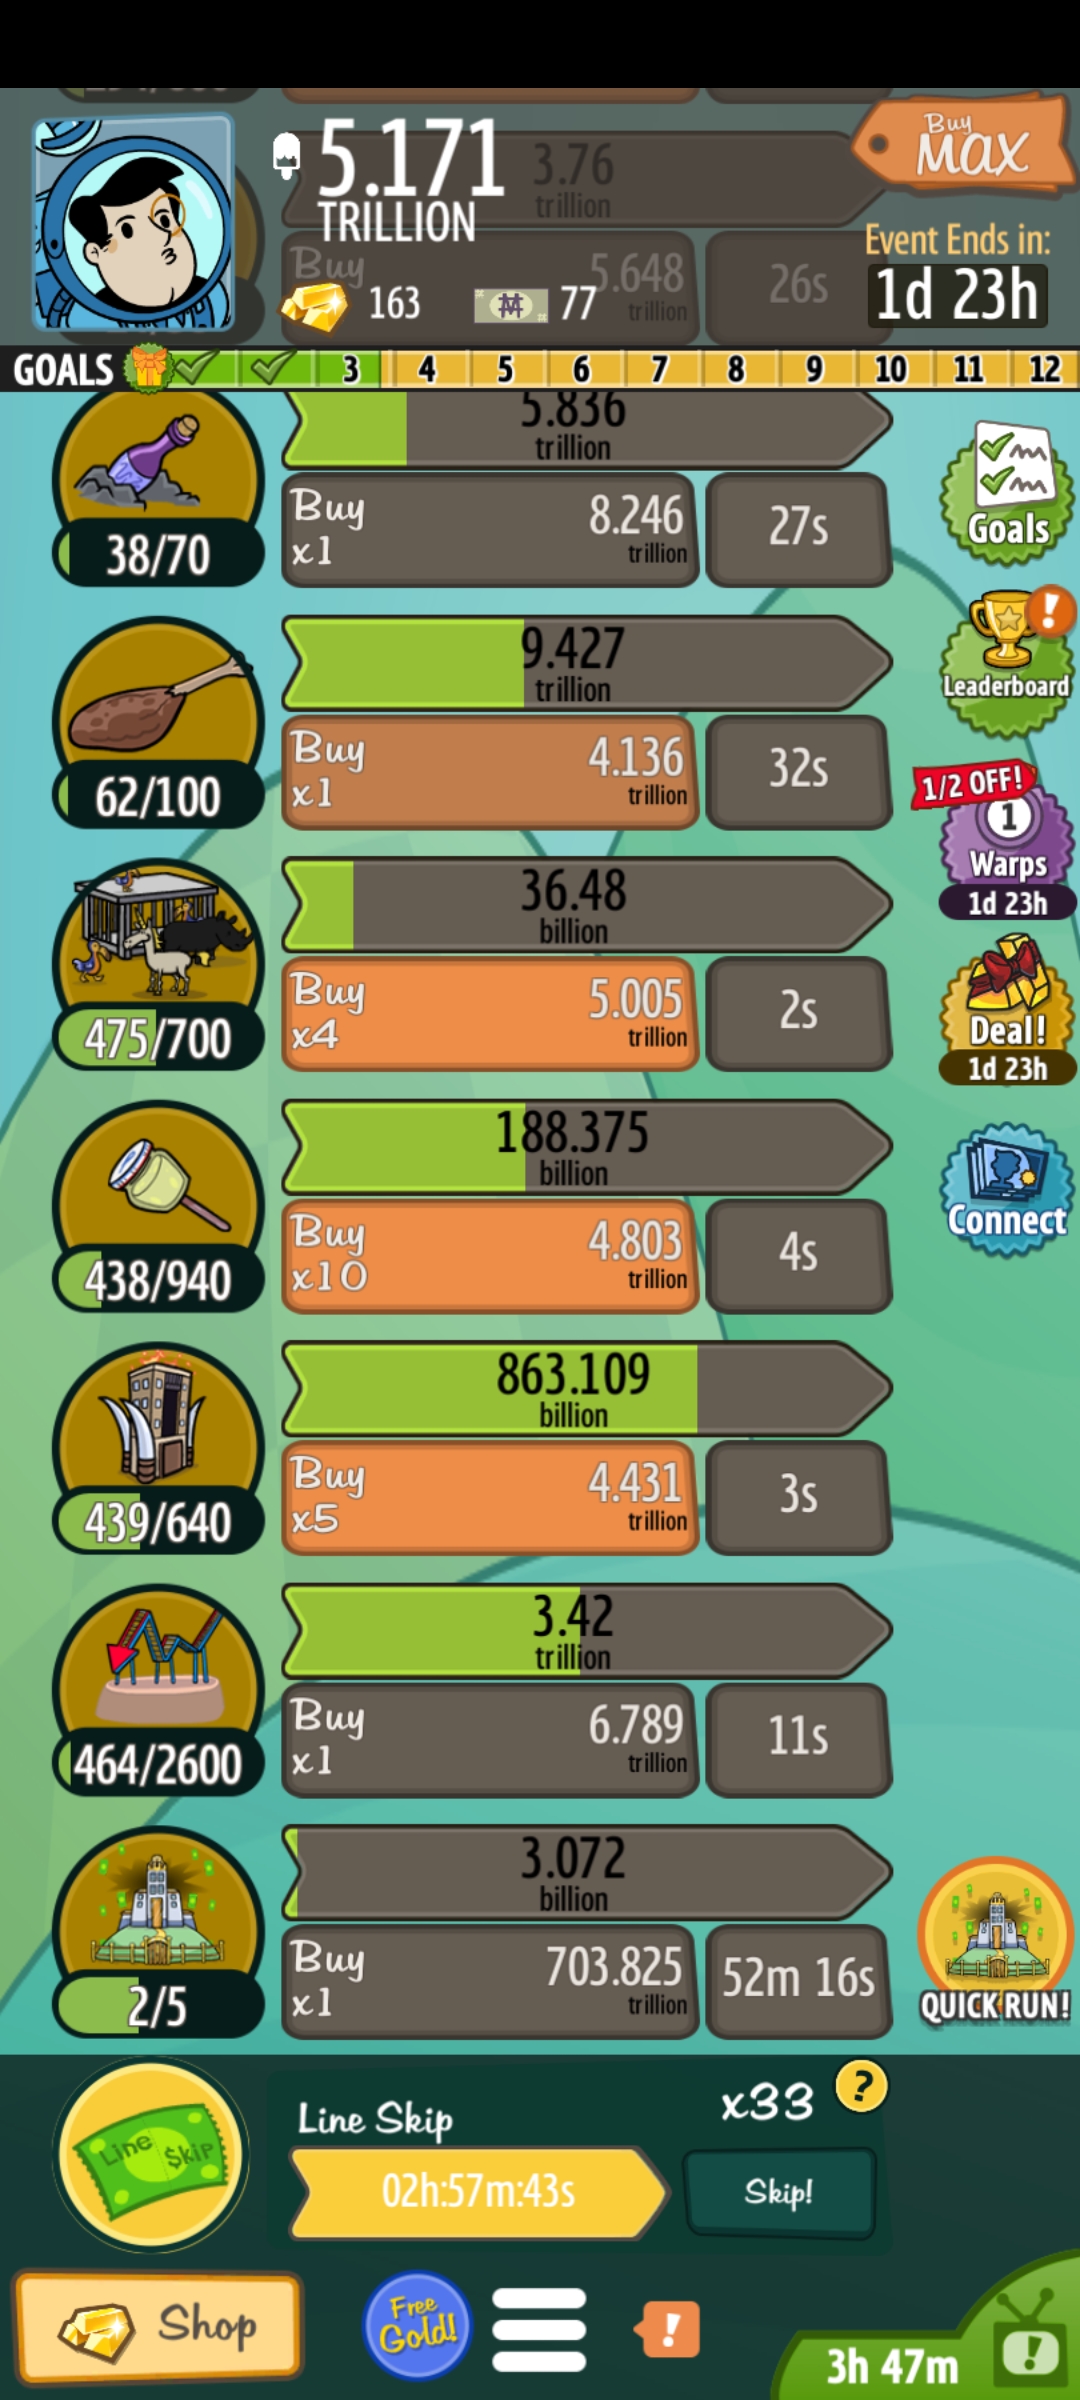 5.171
TRILLION
3.76
trillion
Buy
MAX
Buy
5.648
trillion
26s
163
77
Event Ends in:
1d 23h
GOALS
3
4
5
6
7
8
9
10
11
12
5.836
trillion
38/70
Buy
x1
8.246
trillion
27s
Goals
9.427
trillion
62/100
Buy
x1
4.136
trillion
32s
Leaderboard
1/2 OFF!
1
Warps
1d 23h
36.48
billion
475/700
Buy
x4
5.005
trillion
2s
Deal!
1d 23h
188.375
billion
438/940
Buy
x10
4.803
trillion
4s
Connect
863.109
billion
439/640
Buy
x5
4.431
trillion
3s
3.42
trillion
464/2600
Buy
x1
6.789
trillion
11s
3.072
billion
2/5
Buy
x1
703.825
trillion
52m 16s
QUICK RUN!
Line $kip
Line Skip
x33
?
02h:57m:43s
Skip!
Shop
Free
Gold!
!
3h 47m
!